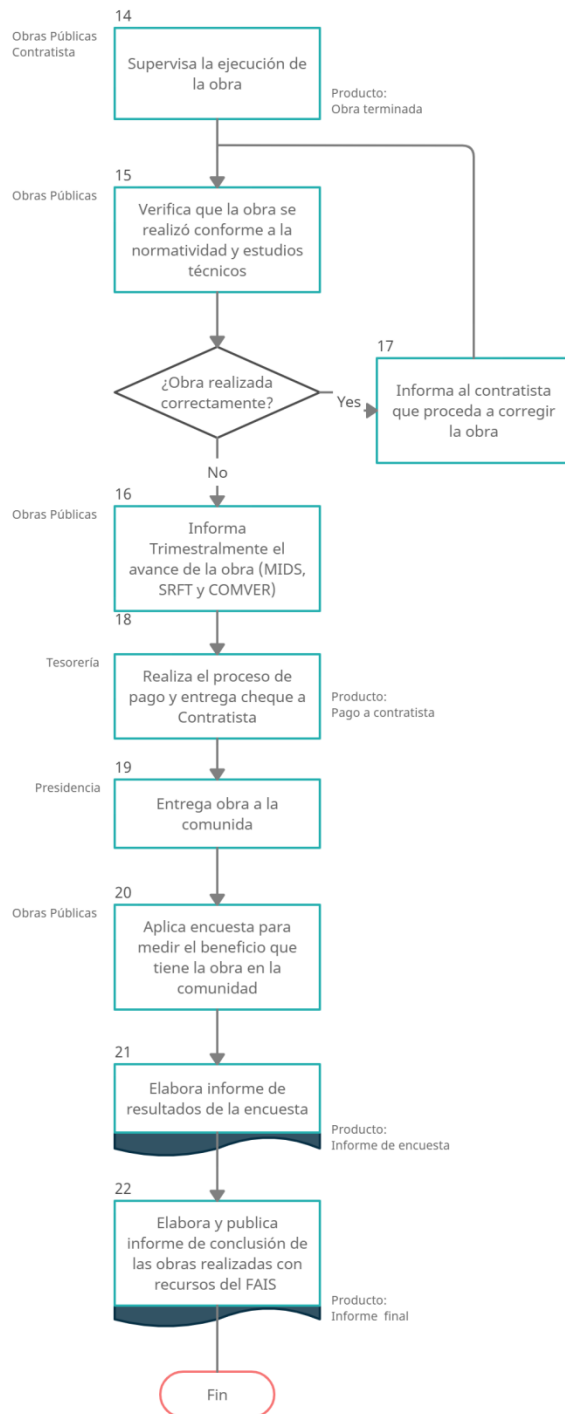 14
Obras Públicas
Contratista
Supervisa la ejecución de
la obra
Producto:
Obra terminada
15
Obras Públicas
Verifica que la obra se
realizó conforme a la
normatividad y estudios
técnicos
¿Obra realizada
correctamente?
Yes
17
Informa al contratista
que proceda a corregir
la obra
No
16
Obras Públicas
Informa
Trimestralmente el
avance de la obra (MIDS,
SRFT y COMVER)
18
Tesorería
Realiza el proceso de
pago y entrega cheque a
Contratista
Producto:
Pago a contratista
19
Presidencia
Entrega obra a la
comunida
20
Obras Públicas
Aplica encuesta para
medir el beneficio que
tiene la obra en la
comunidad
21
Elabora informe de
resultados de la encuesta
Producto:
Informe de encuesta
22
Elabora y publica
informe de conclusión de
las obras realizadas con
recursos del FAIS
Producto:
Informe final
Fin